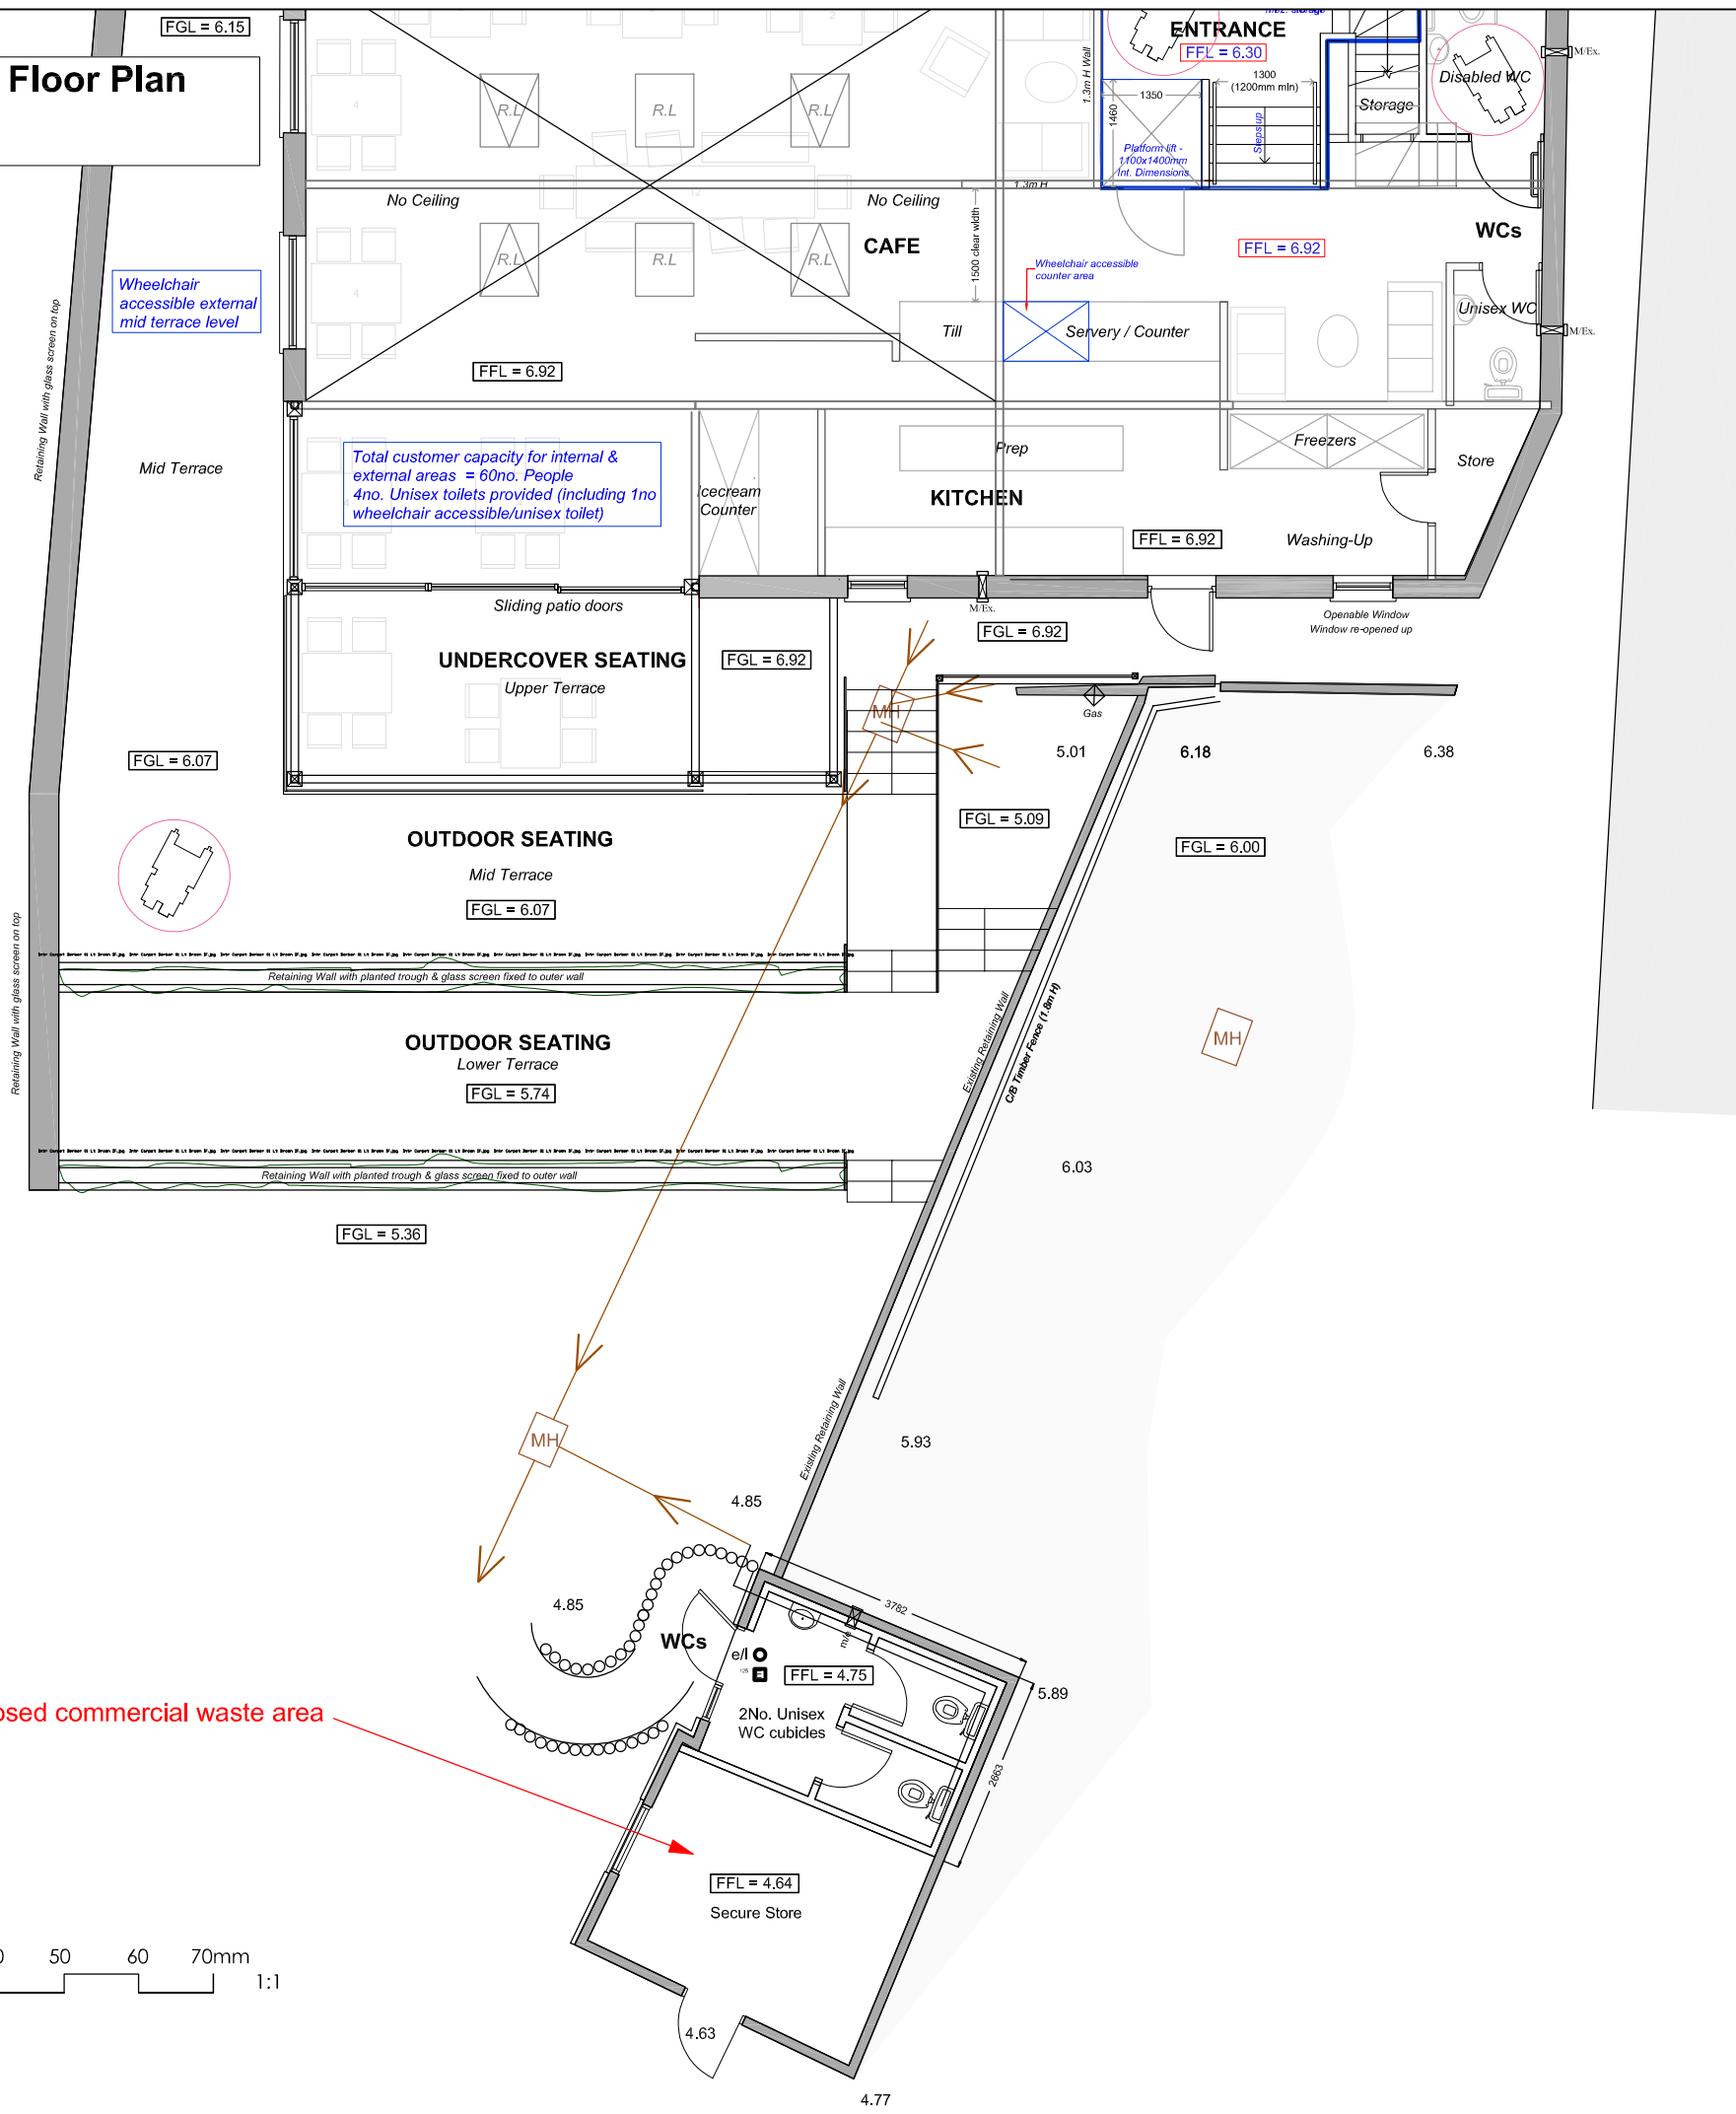 FGL = 6.15
Floor Plan
ENTRANCE
FFL = 6.30
1.3m H Wall
1300
(1200mm min)
1350
1460
Steps up
Platform lift -
1100x1400mm
Int. Dimensions
Storage
Disabled WC
M/Ex.
4
2
R.L
R.L
R.L
12
1.3m H
No Ceiling
No Ceiling
CAFE
1500 clear width
FFL = 6.92
WCs
Wheelchair accessible
counter area
Wheelchair
accessible external
mid terrace level
4
R.L
R.L
R.L
Till
Servery / Counter
Unisex WC
M/Ex.
FFL = 6.92
Retaining Wall with glass screen on top
Mid Terrace
Total customer capacity for internal &
external areas = 60no. People
4no. Unisex toilets provided (including 1no
wheelchair accessible/unisex toilet)
4
Icecream
Counter
Prep
KITCHEN
Freezers
Store
FFL = 6.92
Washing-Up
Sliding patio doors
M/Ex.
Openable Window
Window re-opened up
FGL = 6.92
UNDERCOVER SEATING
Upper Terrace
FGL = 6.92
MH
Gas
5.01
6.18
6.38
FGL = 6.07
FGL = 5.09
FGL = 6.00
OUTDOOR SEATING
Mid Terrace
FGL = 6.07
Retaining Wall with glass screen on top
Retaining Wall with planted trough & glass screen fixed to outer wall
Existing Retaining Wall
C/B Timber Fence (1.8m H)
MH
OUTDOOR SEATING
Lower Terrace
FGL = 5.74
Retaining Wall with planted trough & glass screen fixed to outer wall
6.03
FGL = 5.36
Existing Retaining Wall
MH
5.93
4.85
4.85
3782
WCs
m/e
e/l
FFL = 4.75
5.89
2No. Unisex
WC cubicles
osed commercial waste area
2663
FFL = 4.64
Secure Store
0 50 60 70mm
1:1
4.63
4.77